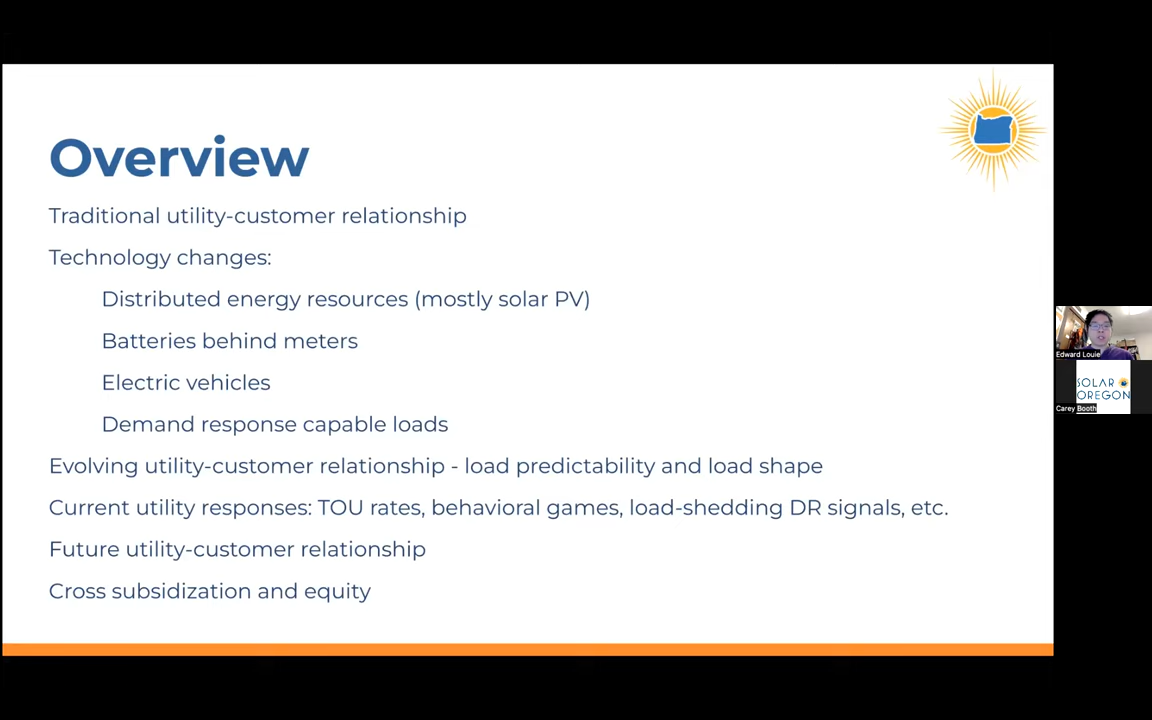 Overview
Traditional utility-customer relationship
Technology changes:
Distributed energy resources (mostly solar PV)
Batteries behind meters
Electric vehicles
Demand response capable loads
Evolving utility-customer relationship - load predictability and load shape
Current utility responses: TOU rates, behavioral games, load-shedding DR signals, etc.
Future utility-customer relationship
Cross subsidization and equity
Edward Louie
SOLAR
OREGON
Carey Booth